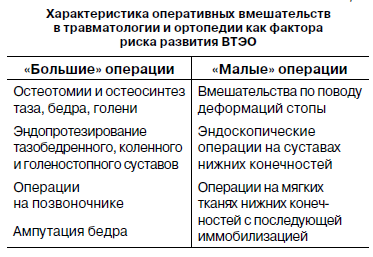 Характеристика оперативных вмешательств
в травматологии и ортопедии как фактора
риска развития ВТЭО
«Большие» операции
«Малые» операции
Остеотомии и остеосинтез
таза, бедра, голени
Вмешательства по поводу
деформаций стопы
Эндопротезирование
тазобедренного, коленного
и голеностопного суставов
Эндоскопические
операции на суставах
нижних конечностей
Операции
на позвоночнике
Ампутация бедра
Операции на мягких
тканях нижних конеч-
ностей с последующей
иммобилизацией